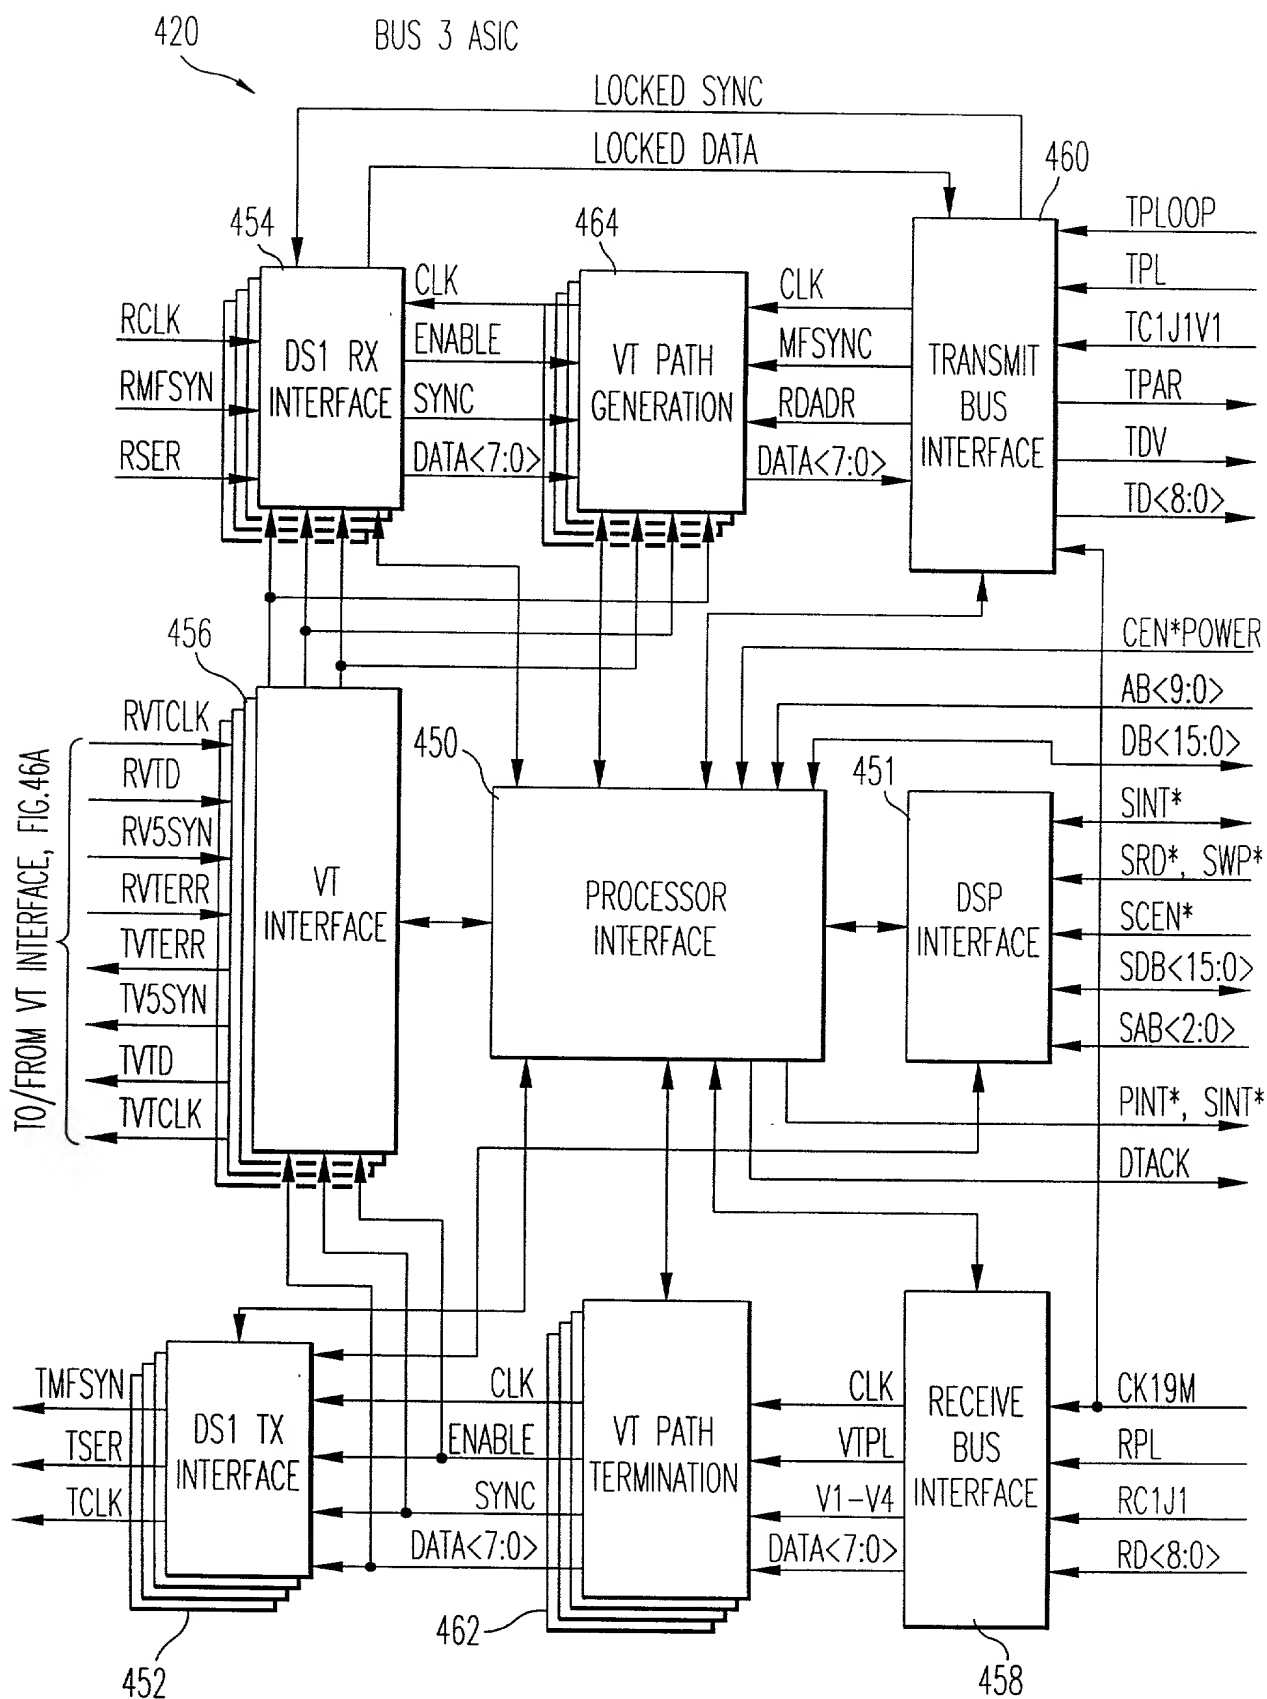 420
BUS 3 ASIC
LOCKED SYNC
LOCKED DATA
460
454
464
TPLOOP
TPL
TC1J1V1
TPAR
TDV
TD<8:0>
RCLK
RMFSYN
RSER
DS1 RX
INTERFACE
CLK
ENABLE
SYNC
DATA<7:0>
VT PATH
GENERATION
CLK
MFSYNC
RDADR
DATA<7:0>
TRANSMIT
BUS
INTERFACE
CEN*POWER
AB<9:0>
DB<15:0>
456
450
451
TO/FROM VT INTERFACE, FIG.46A
RVTCLK
RVTD
RV5SYN
RVTERR
TVTERR
TV5SYN
TVTD
TVTCLK
VT
INTERFACE
PROCESSOR
INTERFACE
DSP
INTERFACE
SINT*
SRD*, SWP*
SCEN*
SDB<15:0>
SAB<2:0>
PINT*, SINT*
DTACK
TMFSYN
TSER
TCLK
DS1 TX
INTERFACE
CLK
ENABLE
SYNC
DATA<7:0>
VT PATH
TERMINATION
CLK
VTPL
V1-V4
DATA<7:0>
RECEIVE
BUS
INTERFACE
CK19M
RPL
RC1J1
RD<8:0>
452
462
458